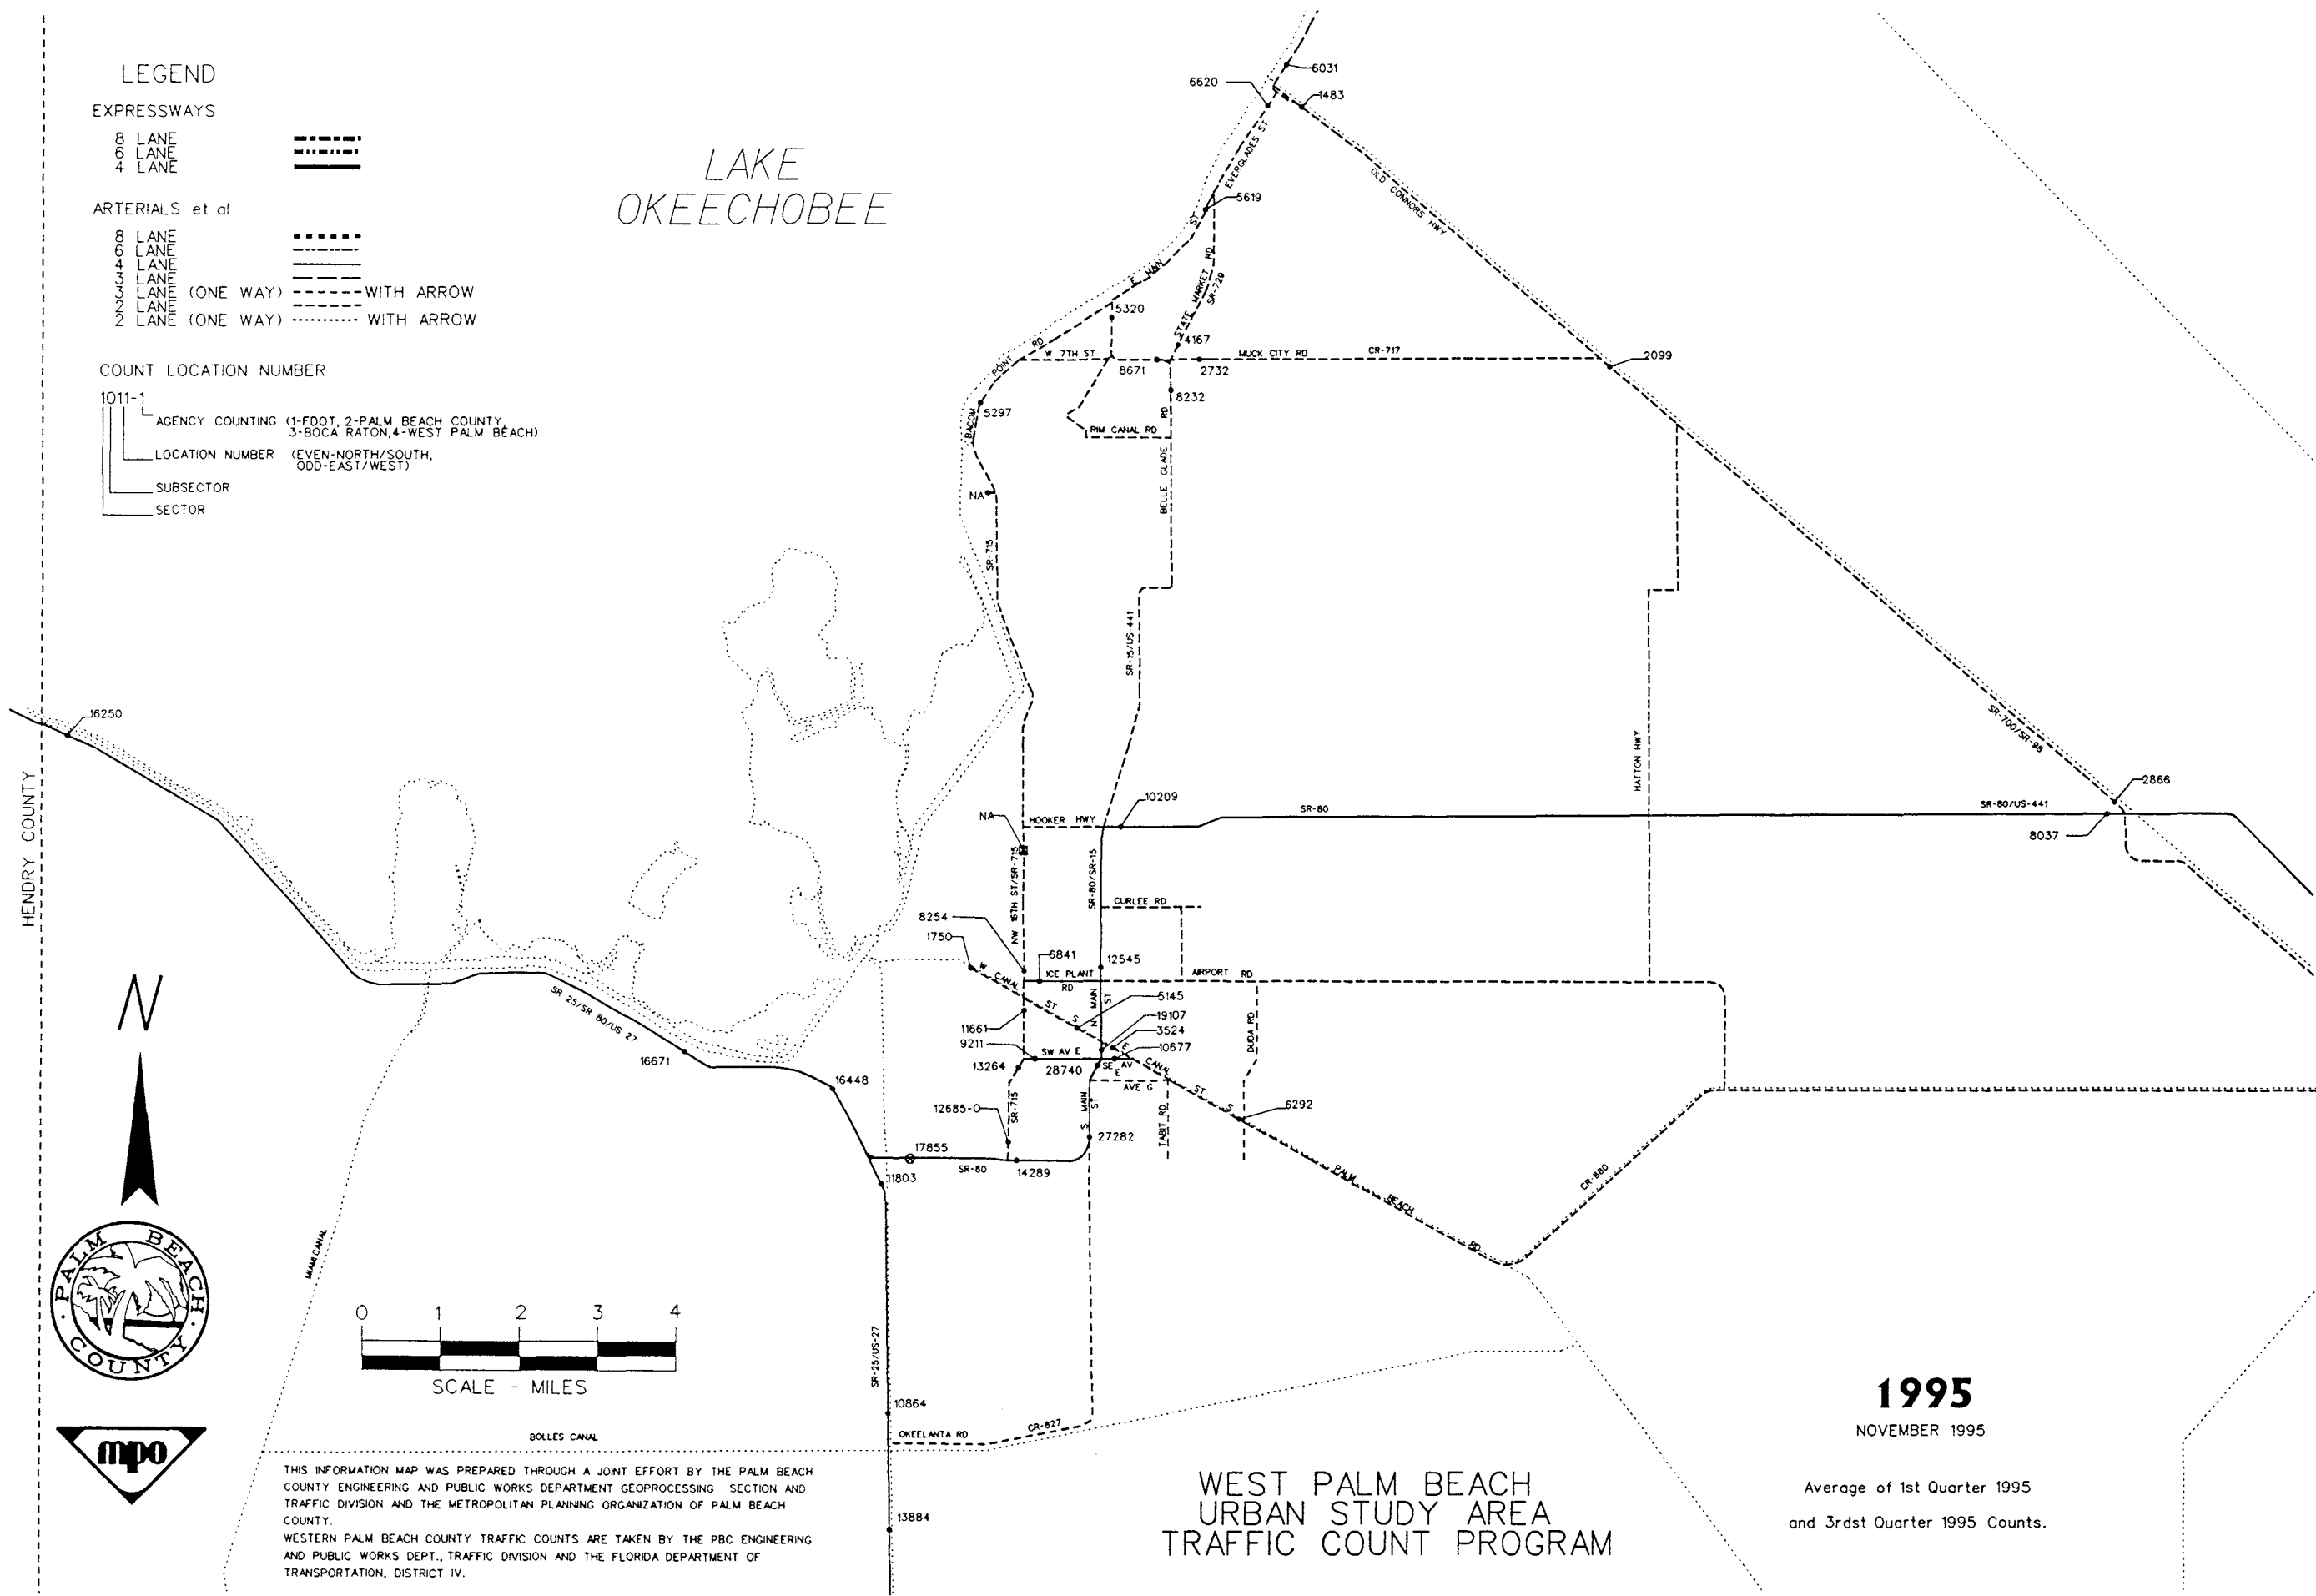 LEGEND
EXPRESSWAYS
8 LANE
6 LANE
4 LANE
ARTERIALS et al
8 LANE
6 LANE
4 LANE
3 LANE
3 LANE (ONE WAY) WITH ARROW
2 LANE
2 LANE (ONE WAY) WITH ARROW
COUNT LOCATION NUMBER
1011-1
AGENCY COUNTING (1-FDOT, 2-PALM BEACH COUNTY,
3-BOCA RATON,4-WEST PALM BEACH)
LOCATION NUMBER (EVEN-NORTH/SOUTH,
ODD-EAST/WEST)
SUBSECTOR
SECTOR
LAKE
OKEECHOBEE
6031
6620
1483
EVERGLADES ST
OLD CONNORS HWY
5619
E MAIN ST
STATE MARKET RD
SR-729
5320
4167
BACOM POINT RD
W 7TH ST
8671
2732
MUCK CITY RD
CR-717
2099
5297
8232
RIM CANAL RD
BELLE GLADE RD
NA
SR-715
SR-15/US-441
HENDRY COUNTY
16250
HATTON HWY
SR-700/SR-98
2866
10209
SR-80
SR-80/US-441
8037
NA
HOOKER HWY
NW 16TH ST/SR-715
SR-80/SR-15
CURLEE RD
8254
1750
6841
12545
W CANAL ST S
ICE PLANT
RD
AIRPORT RD
N MAIN ST
5145
19107
3524
10677
11661
9211
SW AV E
13264
28740
SE AV
E
E CANAL ST S
AVE G
DUDA RD
SR 25/SR 80/US 27
16671
16448
12685-0
SR-715
S MAIN ST
TABIT RD
6292
27282
17855
SR-80
14289
11803
PALM BEACH RD
CR-880
MIAMI CANAL
N
PALM BEACH
COUNTY
0 1 2 3 4
SCALE - MILES
SR-25/US-27
10864
OKEELANTA RD
CR-827
BOLLES CANAL
13884
mpo
THIS INFORMATION MAP WAS PREPARED THROUGH A JOINT EFFORT BY THE PALM BEACH
COUNTY ENGINEERING AND PUBLIC WORKS DEPARTMENT GEOPROCESSING SECTION AND
TRAFFIC DIVISION AND THE METROPOLITAN PLANNING ORGANIZATION OF PALM BEACH
COUNTY.
WESTERN PALM BEACH COUNTY TRAFFIC COUNTS ARE TAKEN BY THE PBC ENGINEERING
AND PUBLIC WORKS DEPT., TRAFFIC DIVISION AND THE FLORIDA DEPARTMENT OF
TRANSPORTATION, DISTRICT IV.
WEST PALM BEACH
URBAN STUDY AREA
TRAFFIC COUNT PROGRAM
1995
NOVEMBER 1995
Average of 1st Quarter 1995
and 3rdst Quarter 1995 Counts.